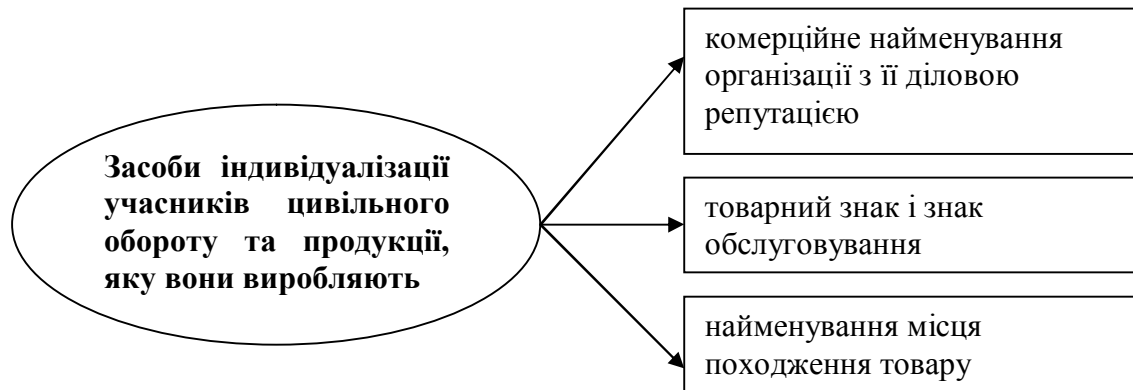 Засоби індивідуалізації
учасників цивільного
обороту та продукції,
яку вони виробляють
комерційне найменування
організації з її діловою
репутацією
товарний знак і знак
обслуговування
найменування місця
походження товару